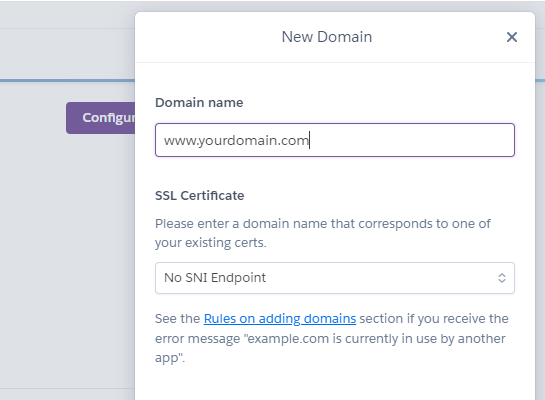 New Domain
Configur
Domain name
www.yourdomain.com
SSL Certificate
Please enter a domain name that corresponds to one of
your existing certs.
No SNI Endpoint
See the Rules on adding domains section if you receive the
error message "example.com is currently in use by another
app".